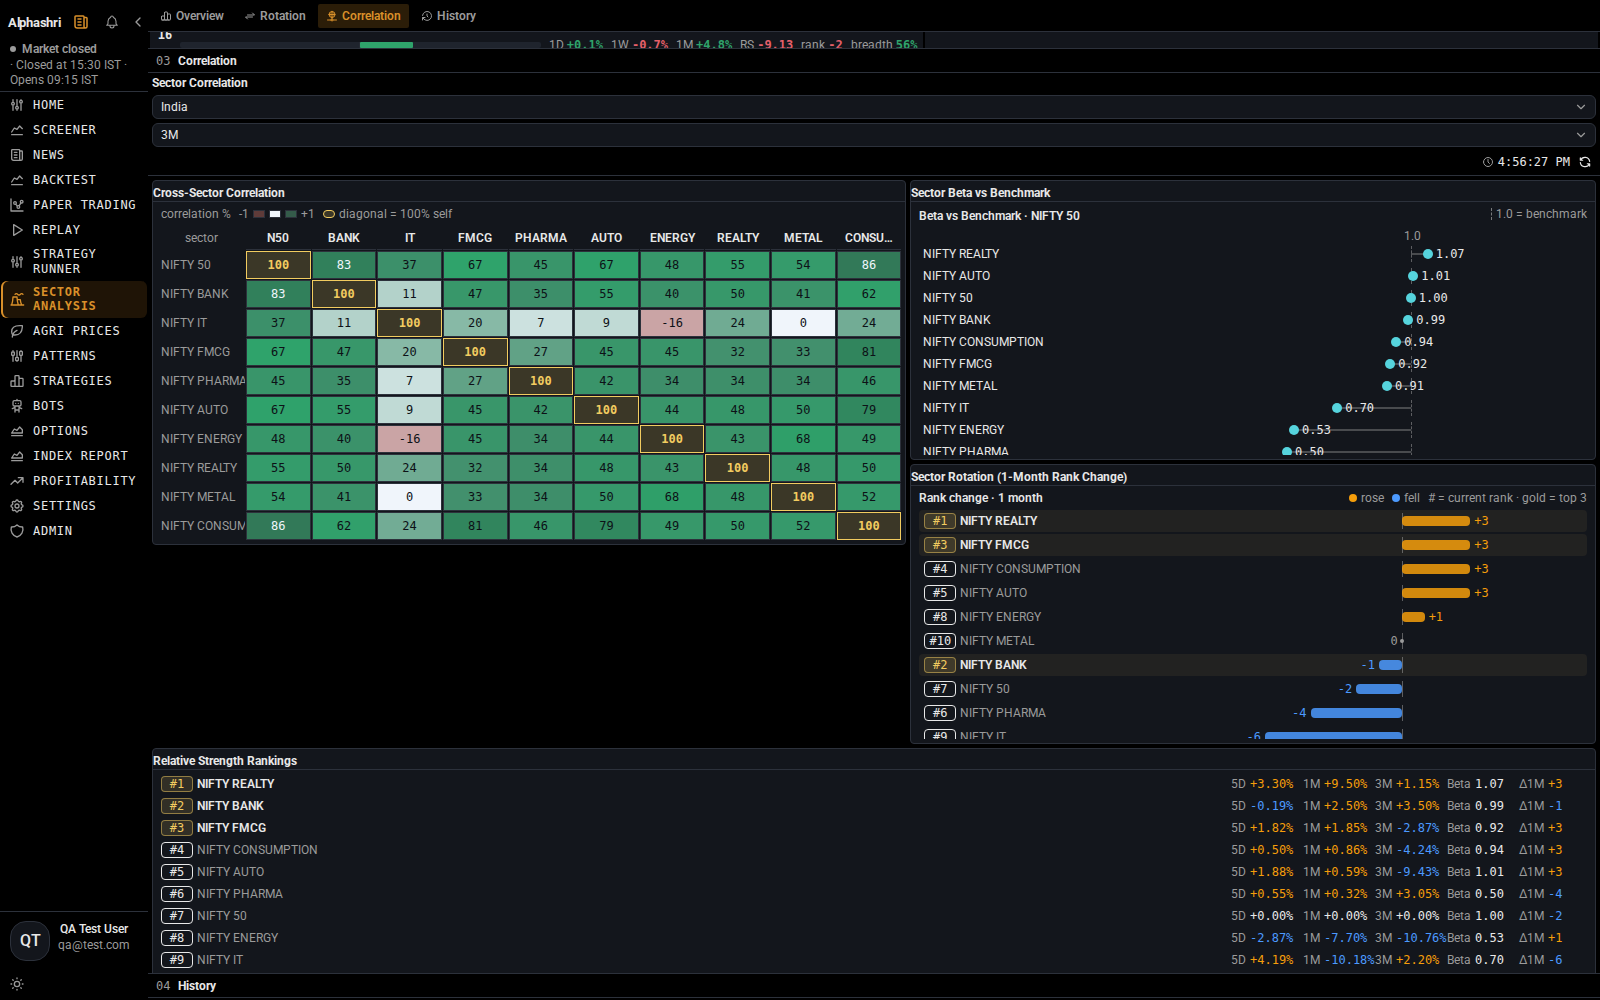 Alphashri
Market closed
· Closed at 15:30 IST ·
Opens 09:15 IST
HOME
SCREENER
NEWS
BACKTEST
PAPER TRADING
REPLAY
STRATEGY
RUNNER
SECTOR
ANALYSIS
AGRI PRICES
PATTERNS
STRATEGIES
BOTS
OPTIONS
INDEX REPORT
PROFITABILITY
SETTINGS
ADMIN
QT
QA Test User
qa@test.com
Overview Rotation Correlation History
16 1D +0.1% 1W -0.7% 1M +4.8% RS -9.13 rank -2 breadth 56%
03 Correlation
Sector Correlation
India
3M
4:56:27 PM
Cross-Sector Correlation
correlation % -1 +1 diagonal = 100% self
sector N50 BANK IT FMCG PHARMA AUTO ENERGY REALTY METAL CONSU...
NIFTY 50 100 83 37 67 45 67 48 55 54 86
NIFTY BANK 83 100 11 47 35 55 40 50 41 62
NIFTY IT 37 11 100 20 7 9 -16 24 0 24
NIFTY FMCG 67 47 20 100 27 45 45 32 33 81
NIFTY PHARMA 45 35 7 27 100 42 34 34 34 46
NIFTY AUTO 67 55 9 45 42 100 44 48 50 79
NIFTY ENERGY 48 40 -16 45 34 44 100 43 68 49
NIFTY REALTY 55 50 24 32 34 48 43 100 48 50
NIFTY METAL 54 41 0 33 34 50 68 48 100 52
NIFTY CONSUM 86 62 24 81 46 79 49 50 52 100
Sector Beta vs Benchmark
Beta vs Benchmark · NIFTY 50 1.0 = benchmark
1.0
NIFTY REALTY 1.07
NIFTY AUTO 1.01
NIFTY 50 1.00
NIFTY BANK 0.99
NIFTY CONSUMPTION 0.94
NIFTY FMCG 0.92
NIFTY METAL 0.91
NIFTY IT 0.70
NIFTY ENERGY 0.53
NIFTY PHARMA 0.50
Sector Rotation (1-Month Rank Change)
Rank change · 1 month rose fell # = current rank · gold = top 3
#1 NIFTY REALTY +3
#3 NIFTY FMCG +3
#4 NIFTY CONSUMPTION +3
#5 NIFTY AUTO +3
#8 NIFTY ENERGY +1
#10 NIFTY METAL 0
#2 NIFTY BANK -1
#7 NIFTY 50 -2
#6 NIFTY PHARMA -4
#9 NIFTY IT -6
Relative Strength Rankings
#1 NIFTY REALTY 5D +3.30% 1M +9.50% 3M +1.15% Beta 1.07 Δ1M +3
#2 NIFTY BANK 5D -0.19% 1M +2.50% 3M +3.50% Beta 0.99 Δ1M -1
#3 NIFTY FMCG 5D +1.82% 1M +1.85% 3M -2.87% Beta 0.92 Δ1M +3
#4 NIFTY CONSUMPTION 5D +0.50% 1M +0.86% 3M -4.24% Beta 0.94 Δ1M +3
#5 NIFTY AUTO 5D +1.88% 1M +0.59% 3M -9.43% Beta 1.01 Δ1M +3
#6 NIFTY PHARMA 5D +0.55% 1M +0.32% 3M +3.05% Beta 0.50 Δ1M -4
#7 NIFTY 50 5D +0.00% 1M +0.00% 3M +0.00% Beta 1.00 Δ1M -2
#8 NIFTY ENERGY 5D -2.87% 1M -7.70% 3M -10.76% Beta 0.53 Δ1M +1
#9 NIFTY IT 5D +4.19% 1M -10.18% 3M +2.20% Beta 0.70 Δ1M -6
04 History